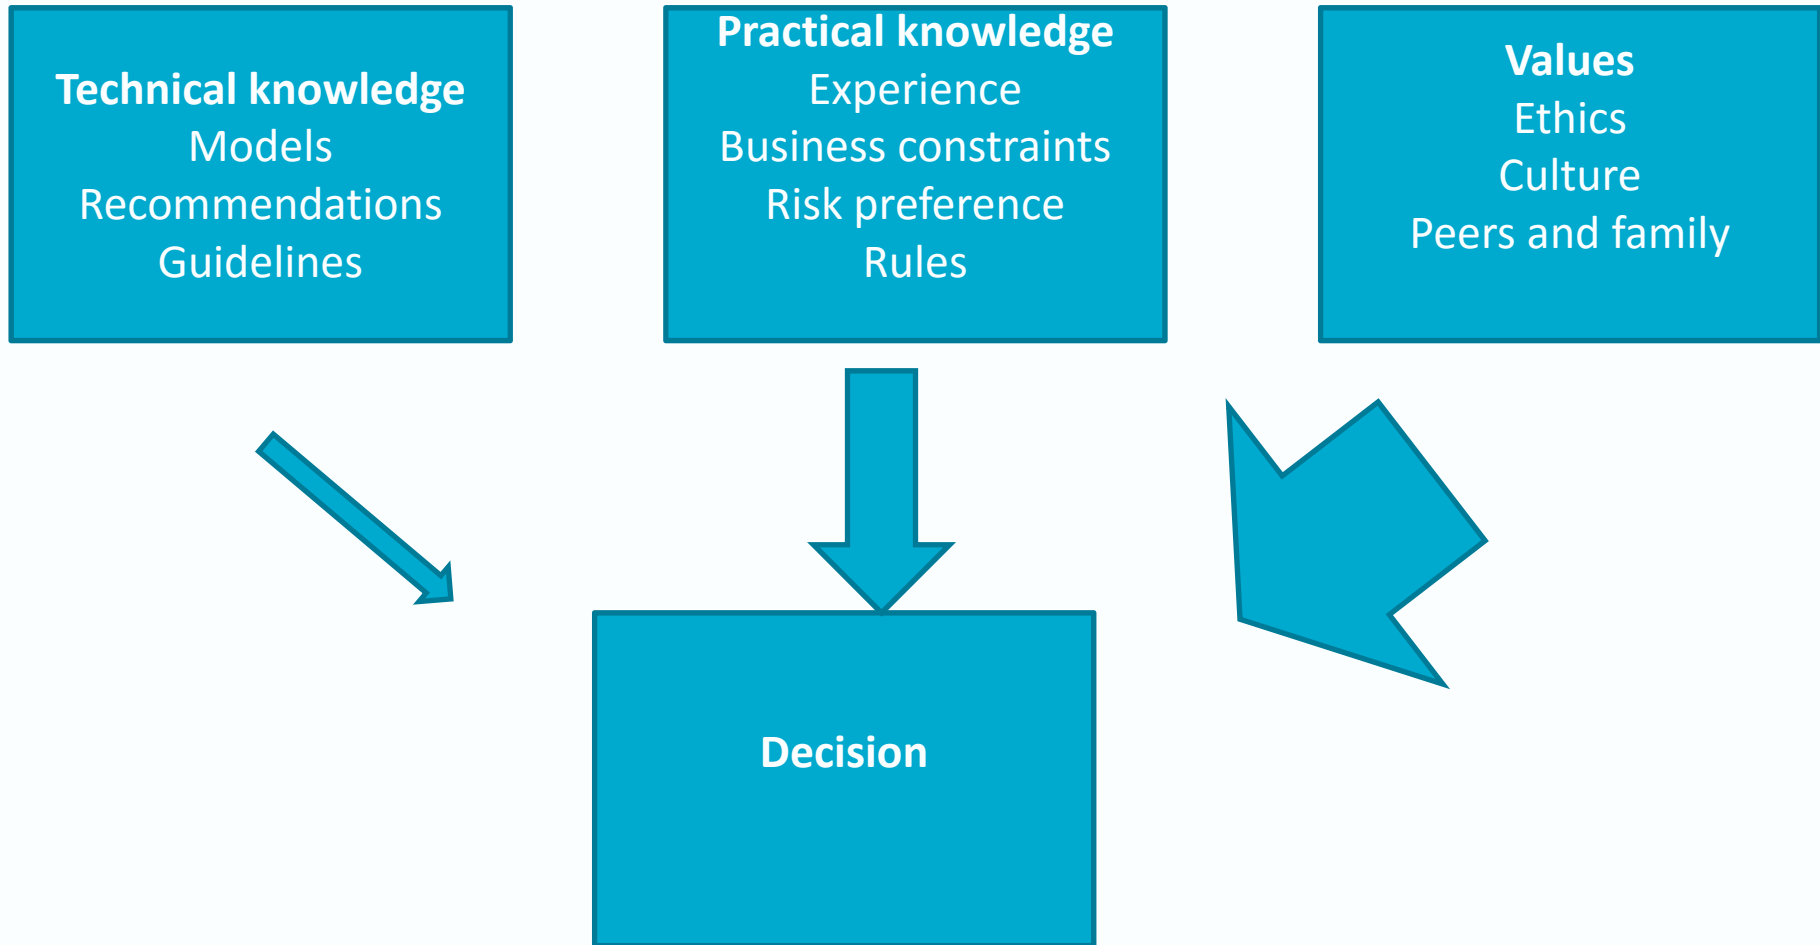 Technical knowledge
Models
Recommendations
Guidelines
Practical knowledge
Experience
Business constraints
Risk preference
Rules
Values
Ethics
Culture
Peers and family
Decision